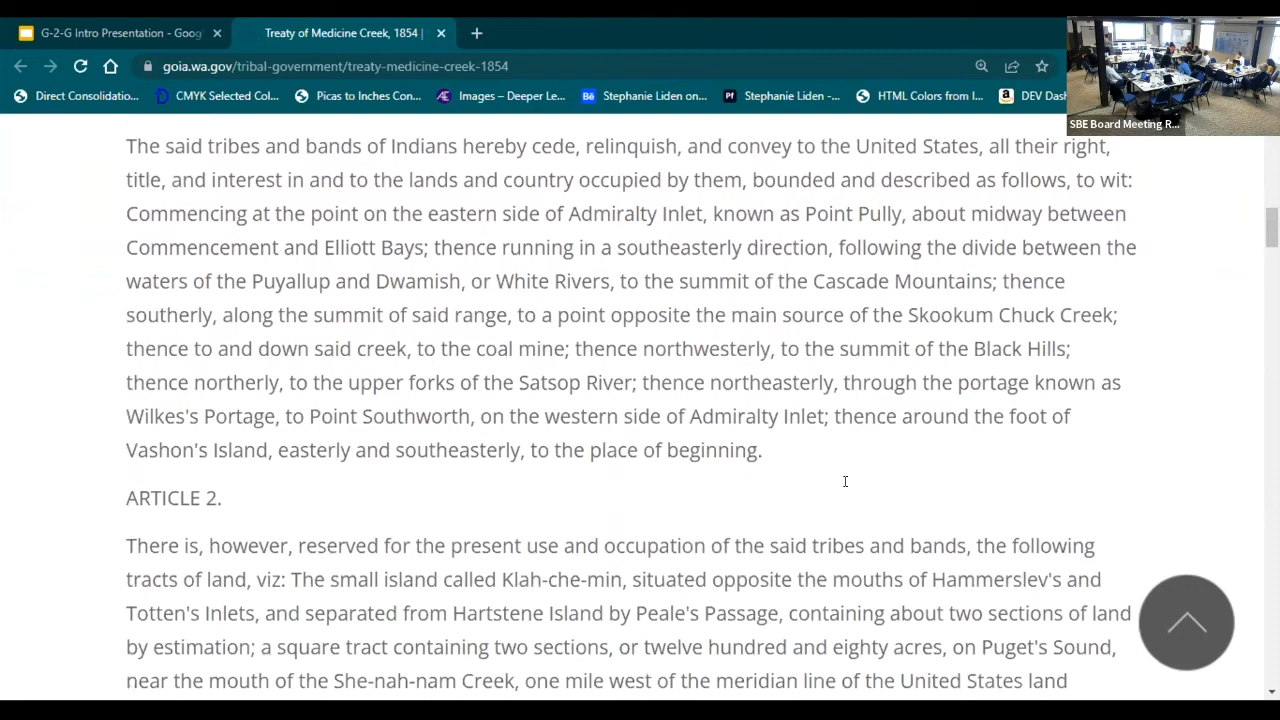 G-2-G Intro Presentation - Goog
Treaty of Medicine Creek, 1854 |
goia.wa.gov/tribal-government/treaty-medicine-creek-1854
Direct Consolidatio...
CMYK Selected Col...
Picas to Inches Con...
Images – Deeper Le...
Stephanie Liden on...
Stephanie Liden -...
HTML Colors from I...
DEV Dash
SBE Board Meeting R...
The said tribes and bands of Indians hereby cede, relinquish, and convey to the United States, all their right,
title, and interest in and to the lands and country occupied by them, bounded and described as follows, to wit:
Commencing at the point on the eastern side of Admiralty Inlet, known as Point Pully, about midway between
Commencement and Elliott Bays; thence running in a southeasterly direction, following the divide between the
waters of the Puyallup and Dwamish, or White Rivers, to the summit of the Cascade Mountains; thence
southerly, along the summit of said range, to a point opposite the main source of the Skookum Chuck Creek;
thence to and down said creek, to the coal mine; thence northwesterly, to the summit of the Black Hills;
thence northerly, to the upper forks of the Satsop River; thence northeasterly, through the portage known as
Wilkes's Portage, to Point Southworth, on the western side of Admiralty Inlet; thence around the foot of
Vashon's Island, easterly and southeasterly, to the place of beginning.
ARTICLE 2.
There is, however, reserved for the present use and occupation of the said tribes and bands, the following
tracts of land, viz: The small island called Klah-che-min, situated opposite the mouths of Hammerslev's and
Totten's Inlets, and separated from Hartstene Island by Peale's Passage, containing about two sections of land
by estimation; a square tract containing two sections, or twelve hundred and eighty acres, on Puget's Sound,
near the mouth of the She-nah-nam Creek, one mile west of the meridian line of the United States land